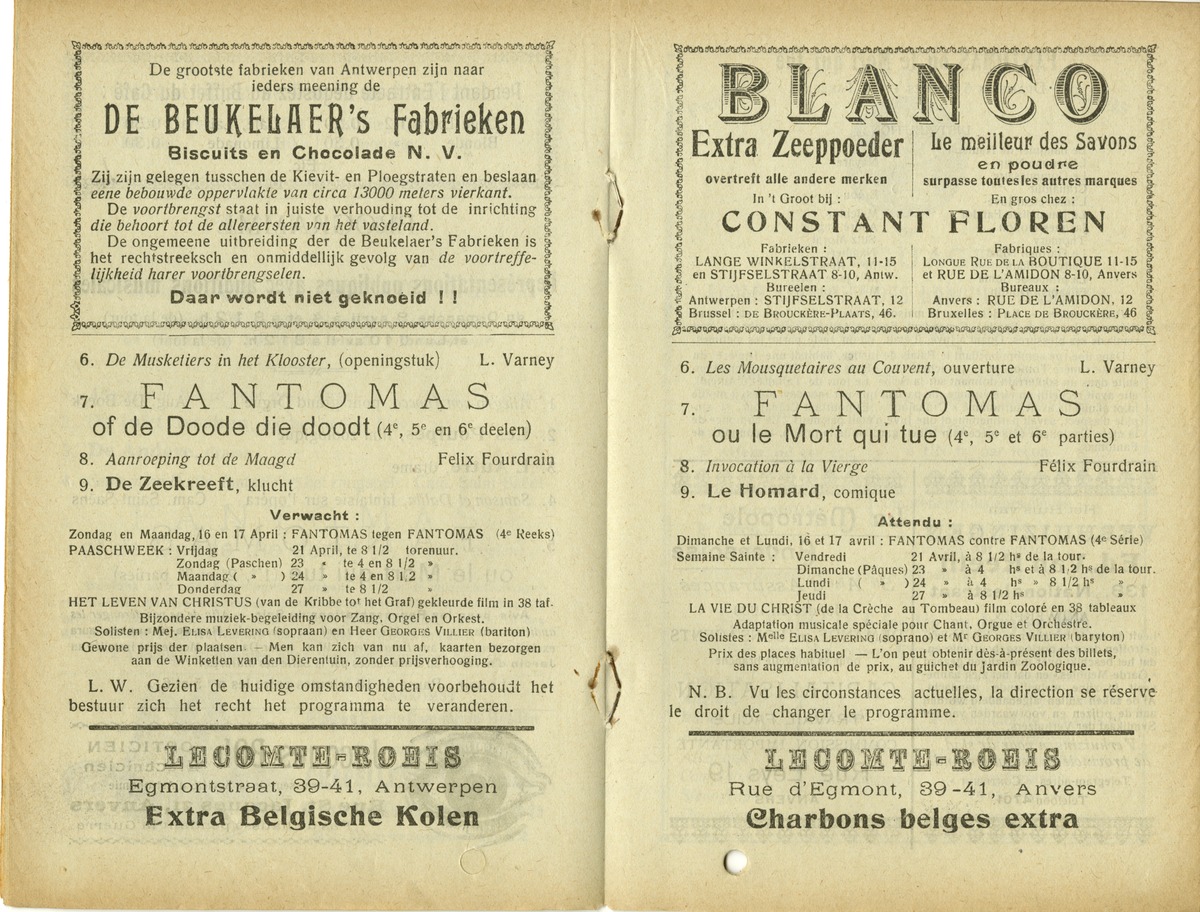 De grootste fabrieken van Antwerpen zijn naar
ieders meening de
DE BEUKELAER's Fabrieken
Biscuits en Chocolade N. V.
Zij zijn gelegen tusschen de Kievit- en Ploegstraten en beslaan
eene bebouwde oppervlakte van circa 13000 meters vierkant.
De voortbrengst staat in juiste verhouding tot de inrichting
die behoort tot de allereersten van het vasteland.
De ongemeene uitbreiding der de Beukelaer's Fabrieken is
het rechtstreeksch en onmiddellijk gevolg van de voortreffe-
lijkheid harer voortbrengselen.
Daar wordt niet geknoeid ! !
6. De Musketiers in het Klooster, (openingstuk) L. Varney
7. FANTOMAS
of de Doode die doodt (4e, 5e en 6e deelen)
8. Aanroeping tot de Maagd Felix Fourdrain
9. De Zeekreeft, klucht
Verwacht :
Zondag en Maandag, 16 en 17 April : FANTOMAS tegen FANTOMAS (4e Reeks)
PAASCHWEEK : Vrijdag 21 April, te 8 1/2 torenuur.
Zondag (Paschen) 23 » te 4 en 8 1/2 »
Maandag ( » ) 24 » te 4 en 8 1/2 »
Donderdag 27 » te 8 1/2 »
HET LEVEN VAN CHRISTUS (van de Kribbe tot het Graf) gekleurde film in 38 taf-
Bijzondere muziek-begeleiding voor Zang, Orgel en Orkest.
Solisten : Mej. ELISA LEVERING (sopraan) en Heer GEORGES VILLIER (bariton)
Gewone prijs der plaatsen — Men kan zich van nu af, kaarten bezorgen
aan de Winketten van den Dierentuin, zonder prijsverhooging.
L. W. Gezien de huidige omstandigheden voorbehoudt het
bestuur zich het recht het programma te veranderen.
LECOMTE-ROEIS
Egmontstraat, 39-41, Antwerpen
Extra Belgische Kolen
BLANCO
Extra Zeeppoeder
overtreft alle andere merken
In 't Groot bij :
Le meilleur des Savons
en poudre
surpasse toutes les autres marques
En gros chez :
CONSTANT FLOREN
Fabrieken :
LANGE WINKELSTRAAT, 11-15
en STIJFSELSTRAAT 8-10, Antw.
Bureelen :
Antwerpen : STIJFSELSTRAAT, 12
Brussel : DE BROUCKÈRE-PLAATS, 46.
Fabriques :
LONGUE RUE DE LA BOUTIQUE 11-15
et RUE DE L'AMIDON 8-10, Anvers
Bureaux :
Anvers : RUE DE L'AMIDON, 12
Bruxelles : PLACE DE BROUCKÈRE, 46
6. Les Mousquetaires au Couvent, ouverture L. Varney
7. FANTOMAS
ou le Mort qui tue (4e, 5e et 6e parties)
8. Invocation à la Vierge Félix Fourdrain
9. Le Homard, comique
Attendu :
Dimanche et Lundi, 16 et 17 avril : FANTOMAS contre FANTOMAS (4e Série)
Semaine Sainte : Vendredi 21 Avril, à 8 1/2 hs de la tour.
Dimanche (Pâques) 23 » à 4 hs et à 8 1/2 hs de la tour.
Lundi ( » ) 24 » à 4 hs » 8 1/2 hs »
Jeudi 27 » à 8 1/2 hs »
LA VIE DU CHRIST (de la Crèche au Tombeau) film coloré en 38 tableaux
Adaptation musicale spéciale pour Chant, Orgue et Orchestre.
Solistes : Melle ELISA LEVERING (soprano) et Mr GEORGES VILLIER (baryton)
Prix des places habituel — L'on peut obtenir dès-à-présent des billets,
sans augmentation de prix, au guichet du Jardin Zoologique.
N. B. Vu les circonstances actuelles, la direction se réserve
le droit de changer le programme.
LECOMTE-ROEIS
Rue d'Egmont, 39-41, Anvers
Charbons belges extra